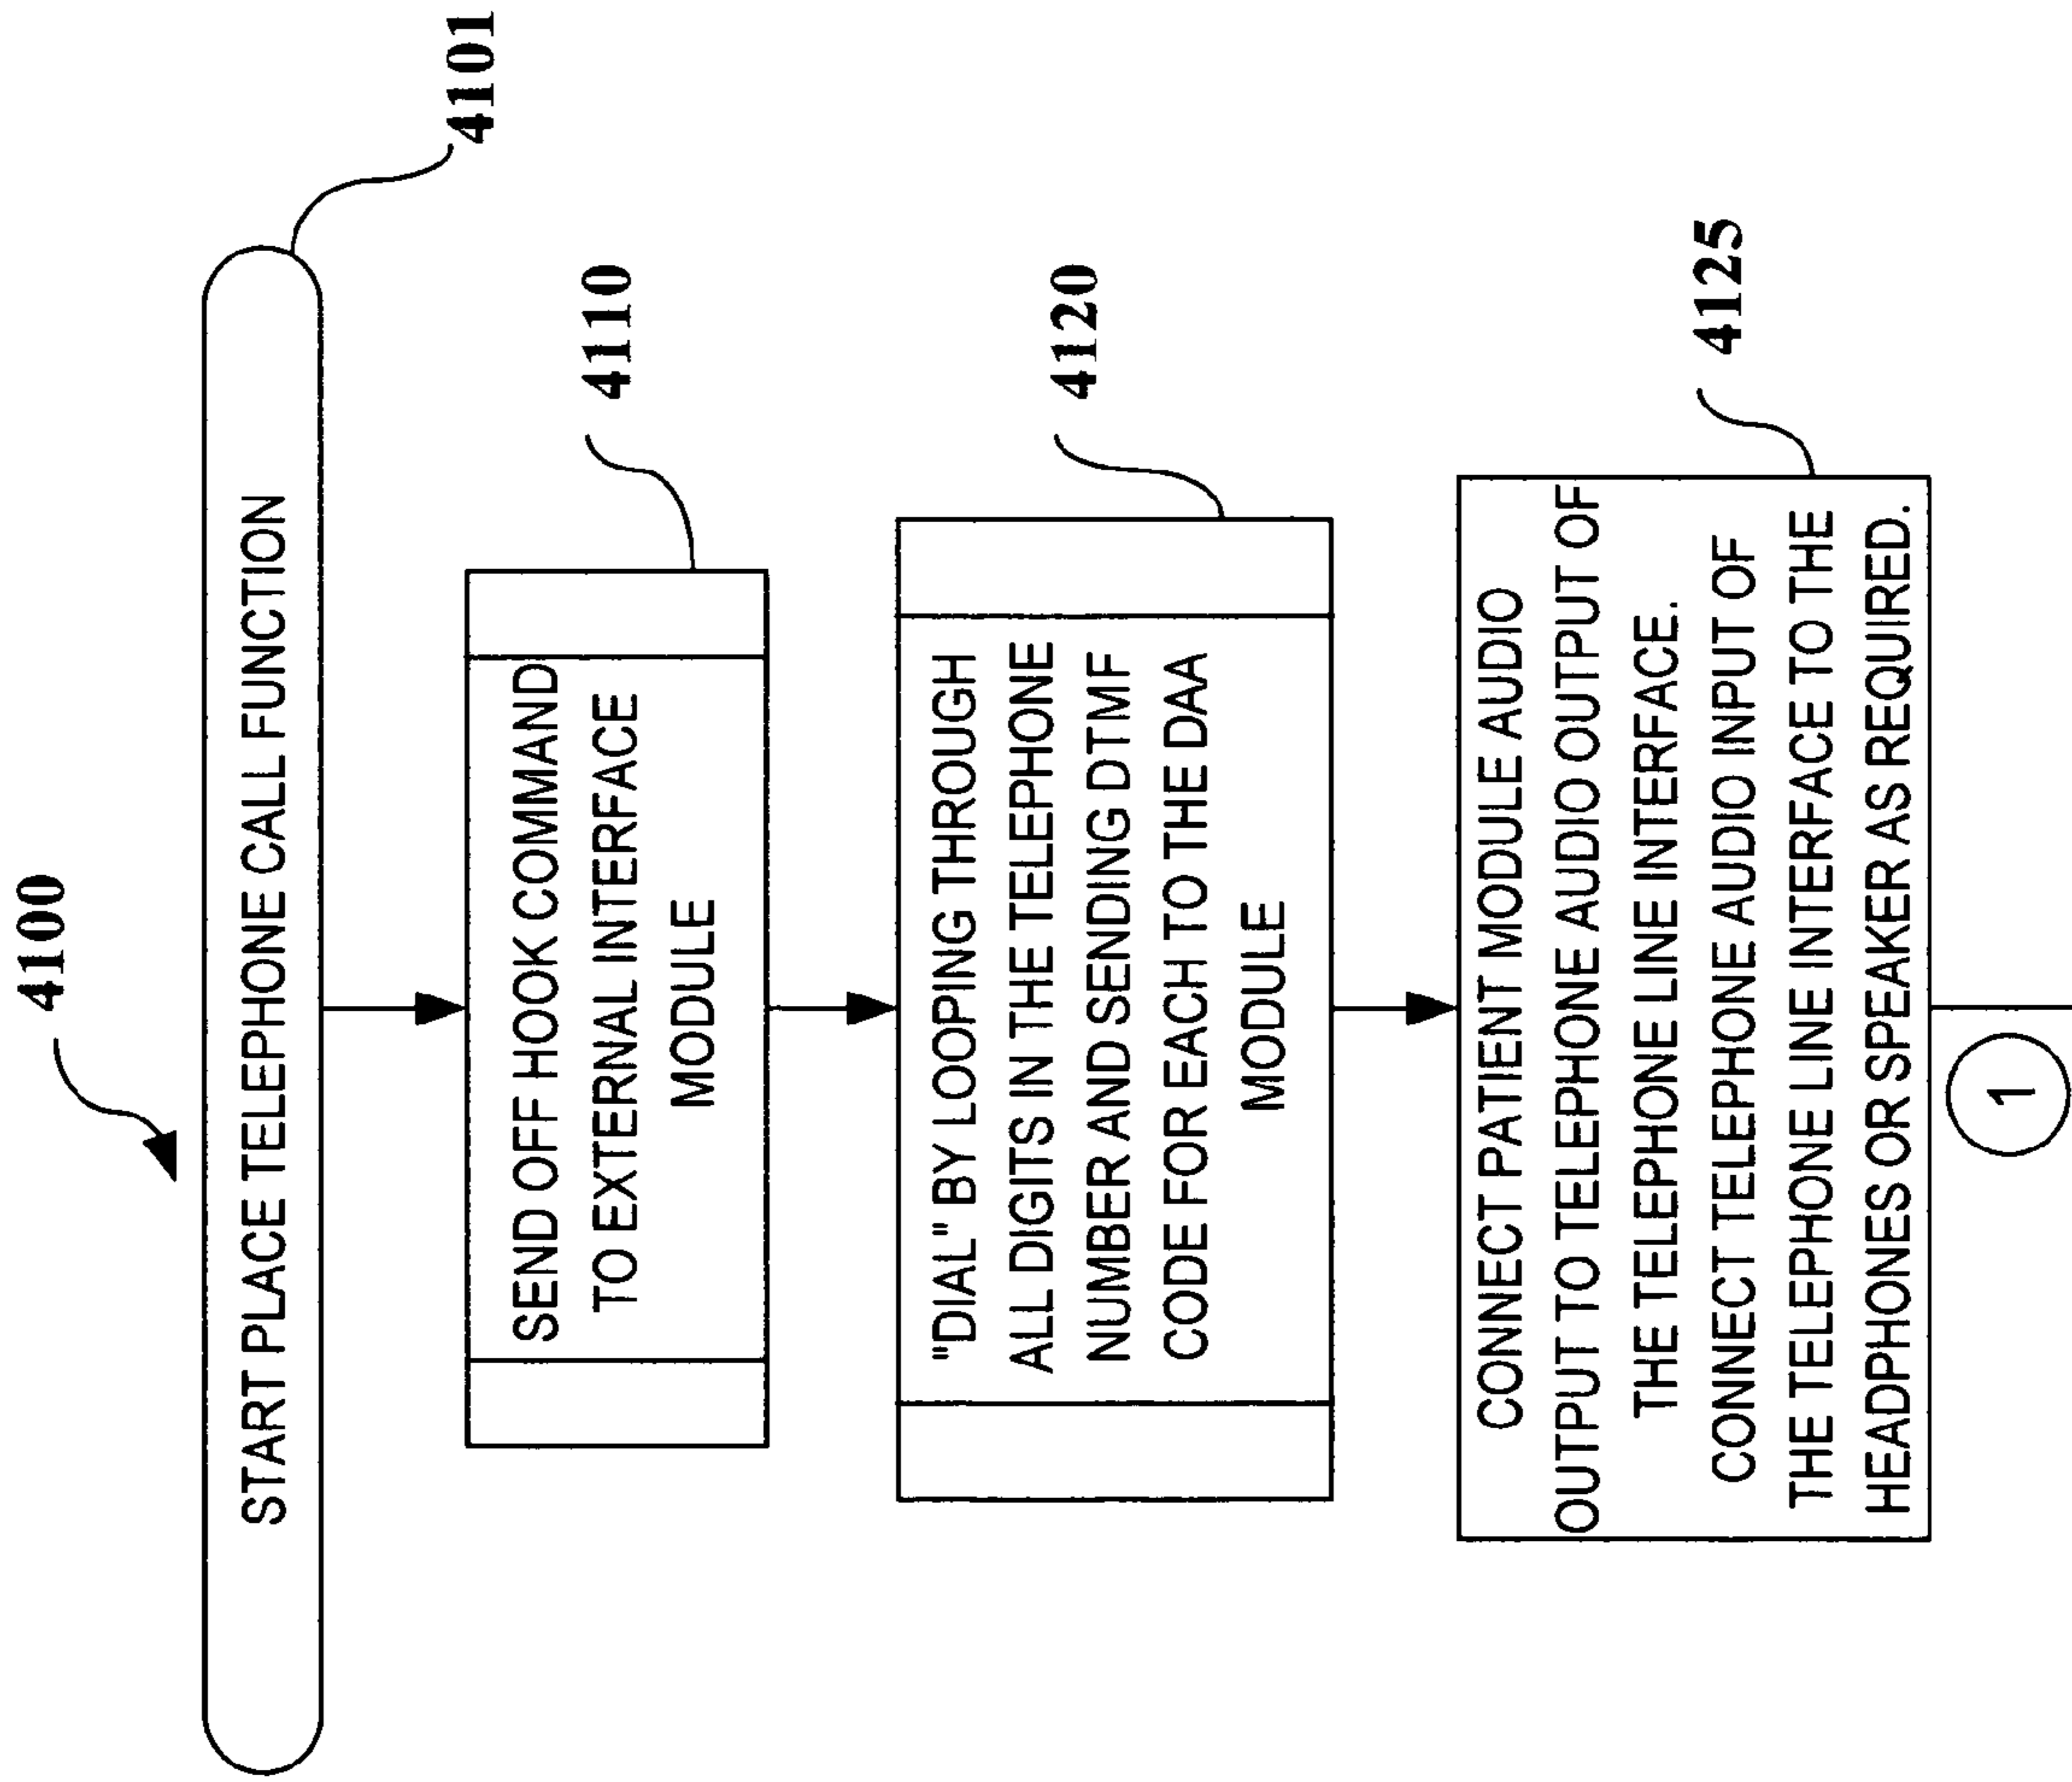 4100
START PLACE TELEPHONE CALL FUNCTION
4101
SEND OFF HOOK COMMAND
TO EXTERNAL INTERFACE
MODULE
4110
"DIAL" BY LOOPING THROUGH
ALL DIGITS IN THE TELEPHONE
NUMBER AND SENDING DTMF
CODE FOR EACH TO THE DAA
MODULE
4120
CONNECT PATIENT MODULE AUDIO
OUTPUT TO TELEPHONE AUDIO OUTPUT OF
THE TELEPHONE LINE INTERFACE.
CONNECT TELEPHONE AUDIO INPUT OF
THE TELEPHONE LINE INTERFACE TO THE
HEADPHONES OR SPEAKER AS REQUIRED.
4125
1